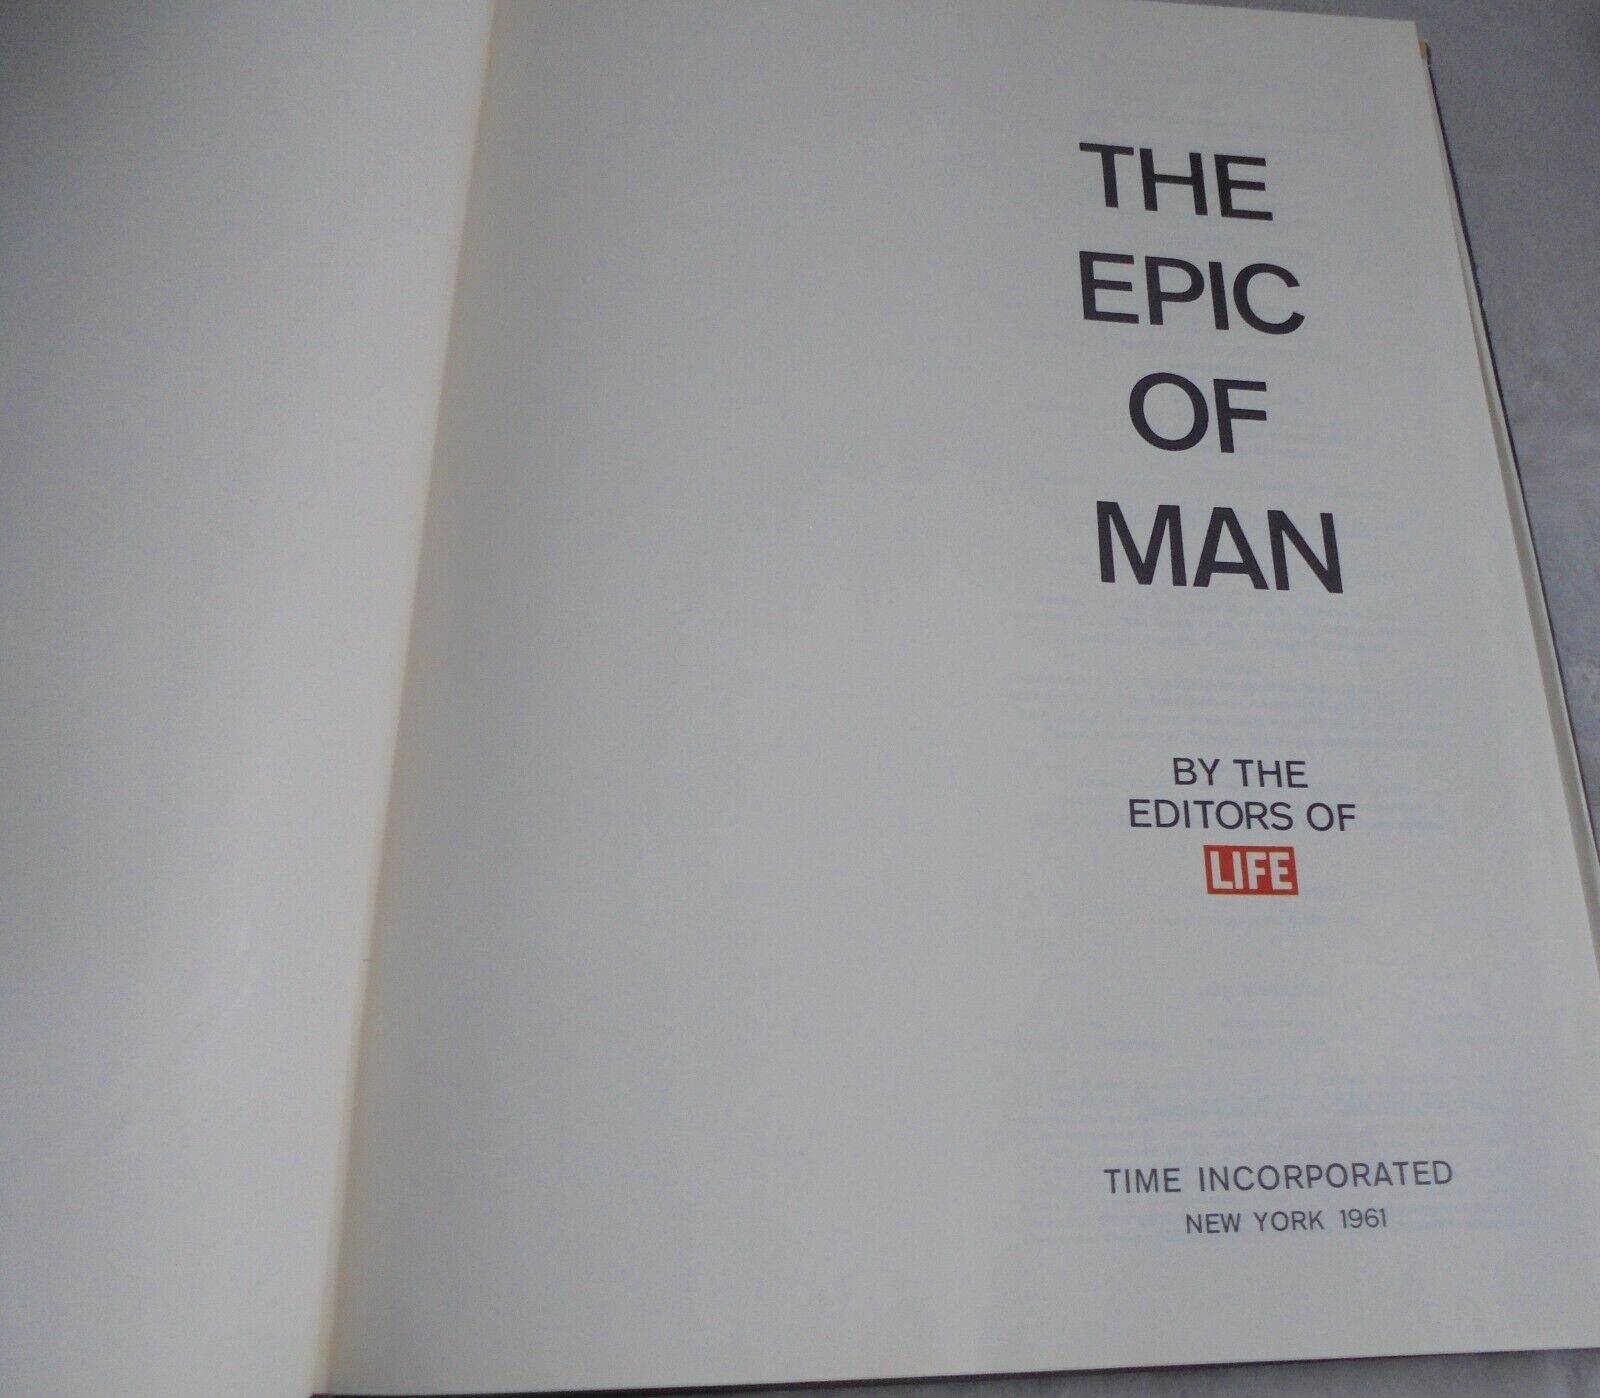 THE
EPIC
OF
MAN
BY THE
EDITORS OF
LIFE
TIME INCORPORATED
NEW YORK 1961